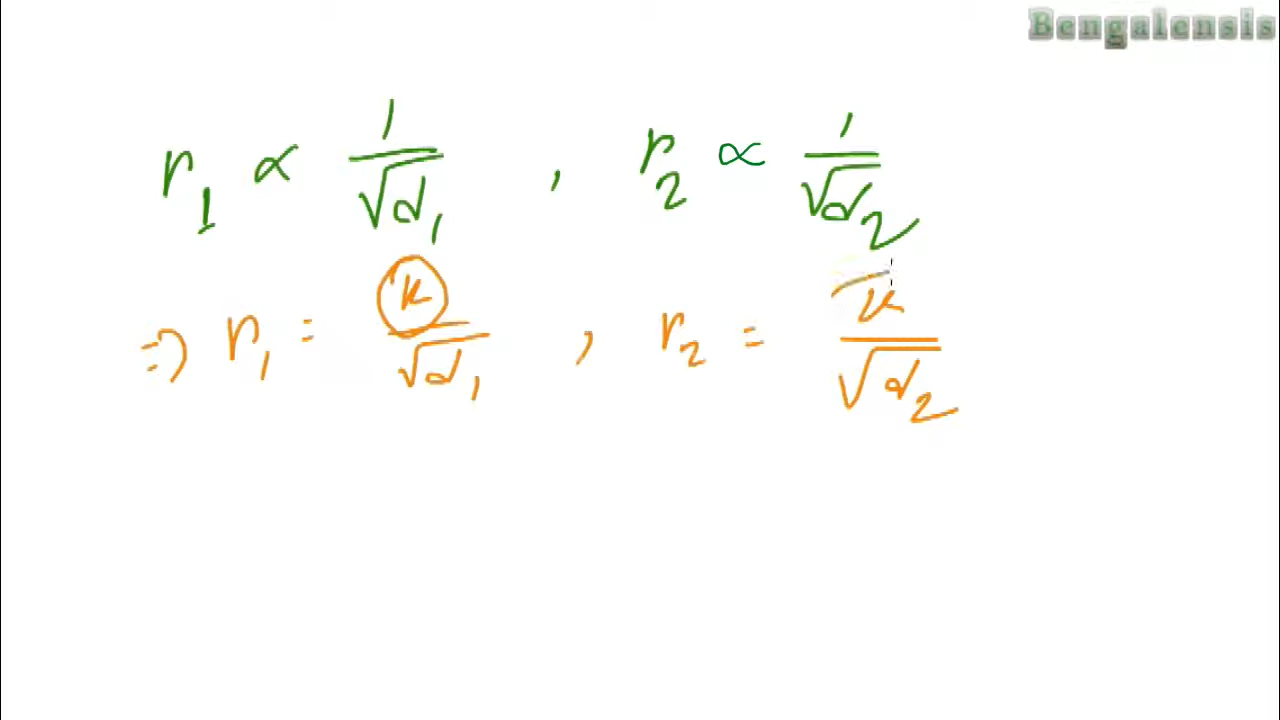 Bengalensis
r₁ ∝ 1/√d₁ , r₂ ∝ 1/√d₂
⇒ r₁ = k/√d₁ , r₂ = k/√d₂